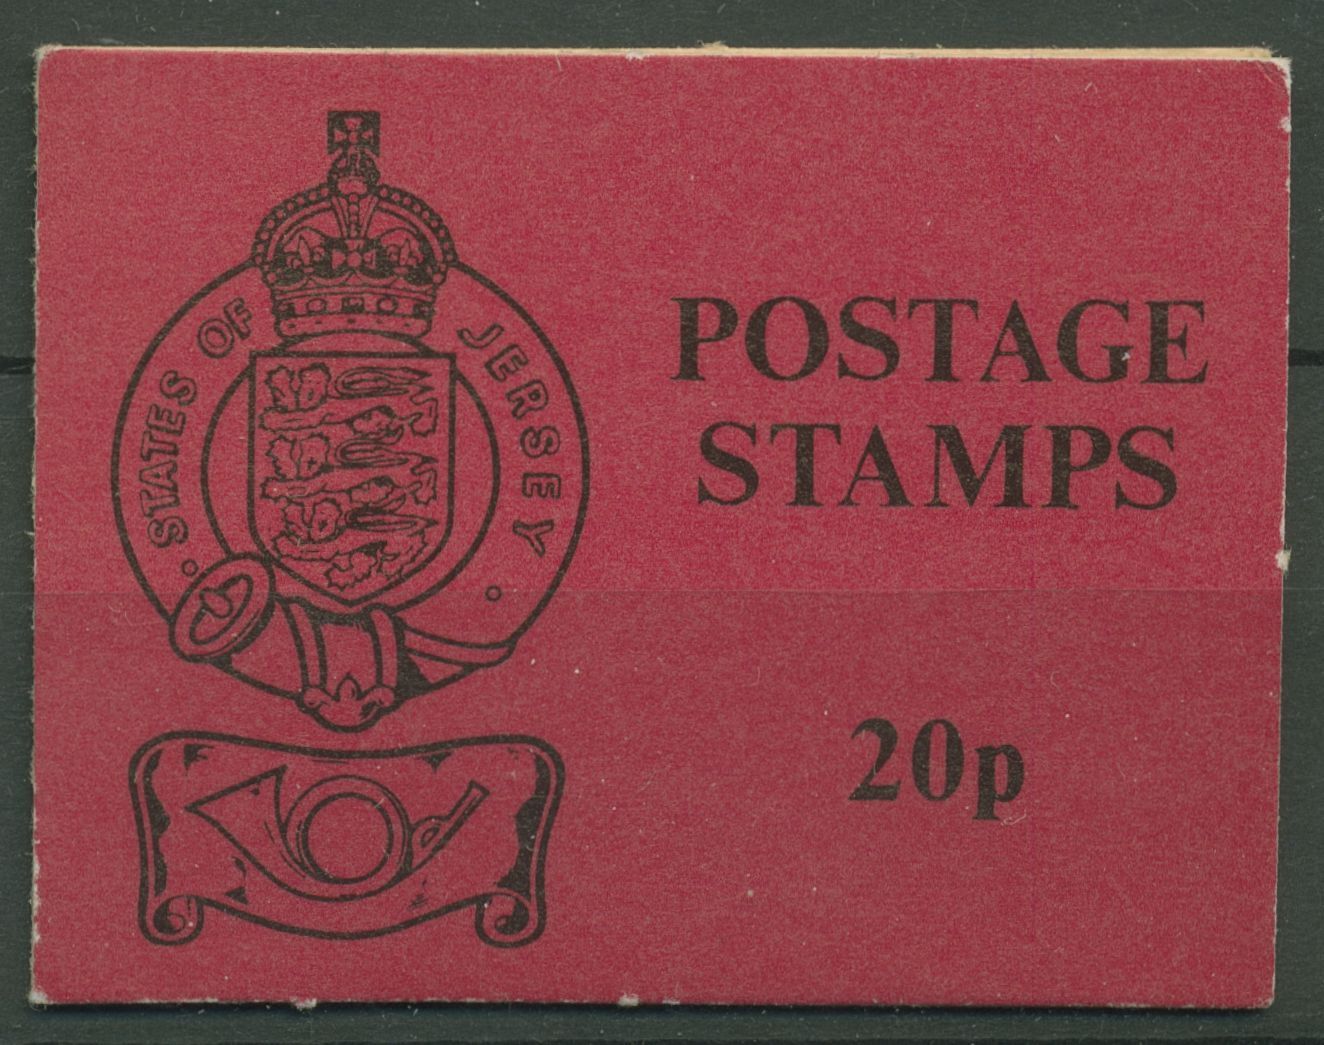 · STATES OF JERSEY ·
POSTAGE
STAMPS
20p